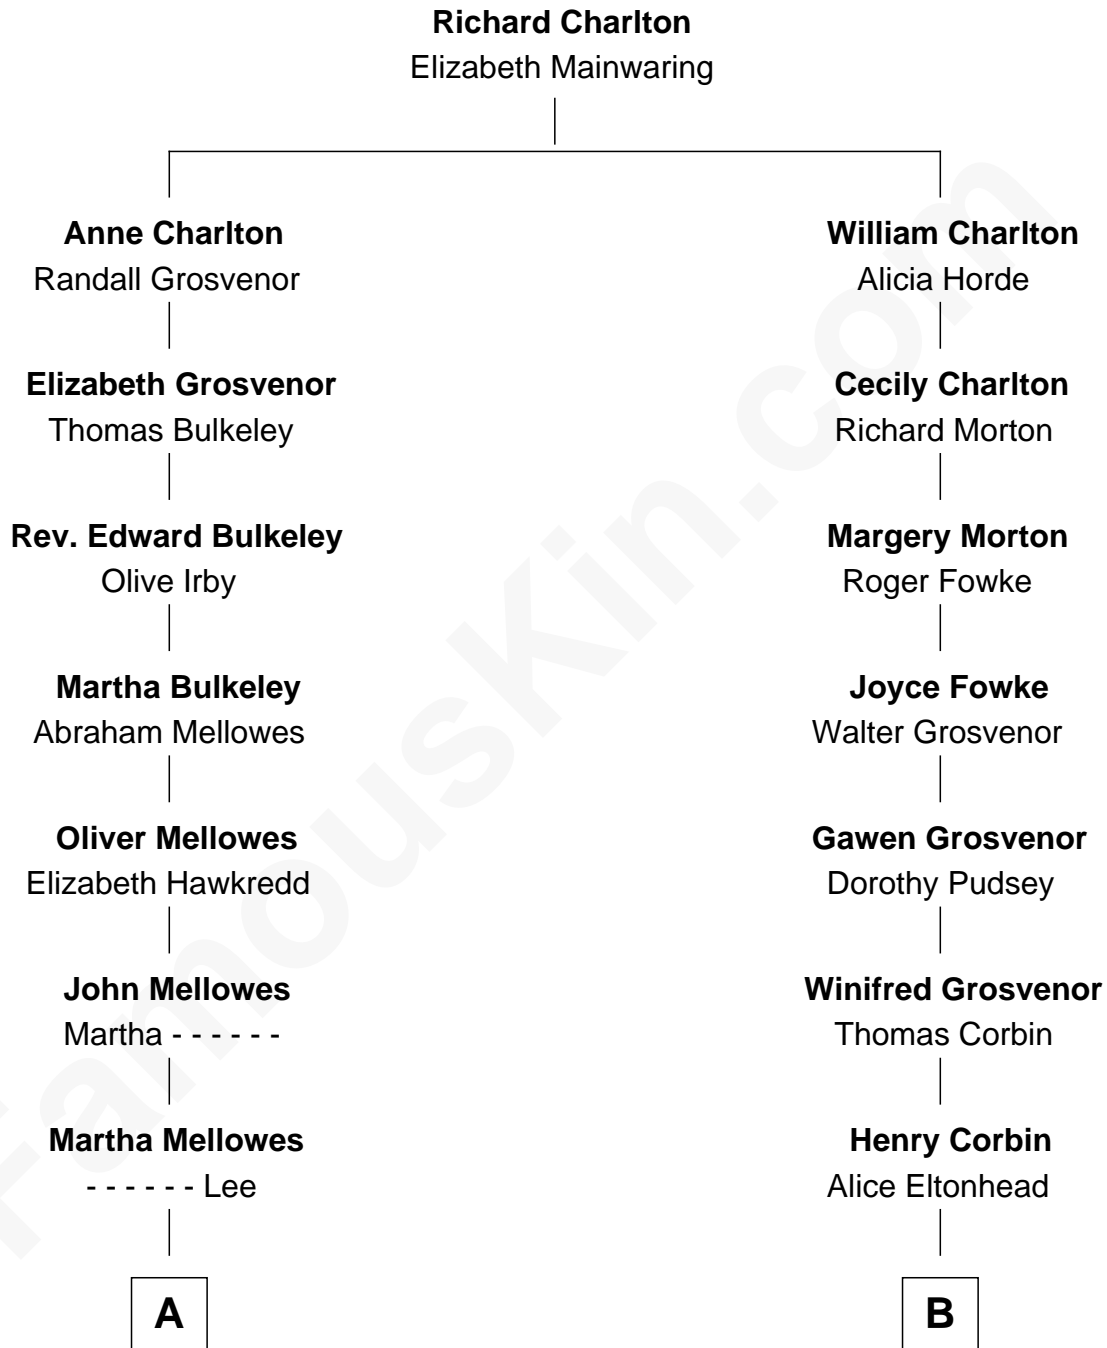 Richard Charlton
Elizabeth Mainwaring
Anne Charlton
Randall Grosvenor
William Charlton
Alicia Horde
Elizabeth Grosvenor
Thomas Bulkeley
Cecily Charlton
Richard Morton
Rev. Edward Bulkeley
Olive Irby
Margery Morton
Roger Fowke
Martha Bulkeley
Abraham Mellowes
Joyce Fowke
Walter Grosvenor
Oliver Mellowes
Elizabeth Hawkredd
Gawen Grosvenor
Dorothy Pudsey
John Mellowes
Martha - - - - - -
Winifred Grosvenor
Thomas Corbin
Martha Mellowes
- - - - - - Lee
Henry Corbin
Alice Eltonhead
A
B
FamousKin.com